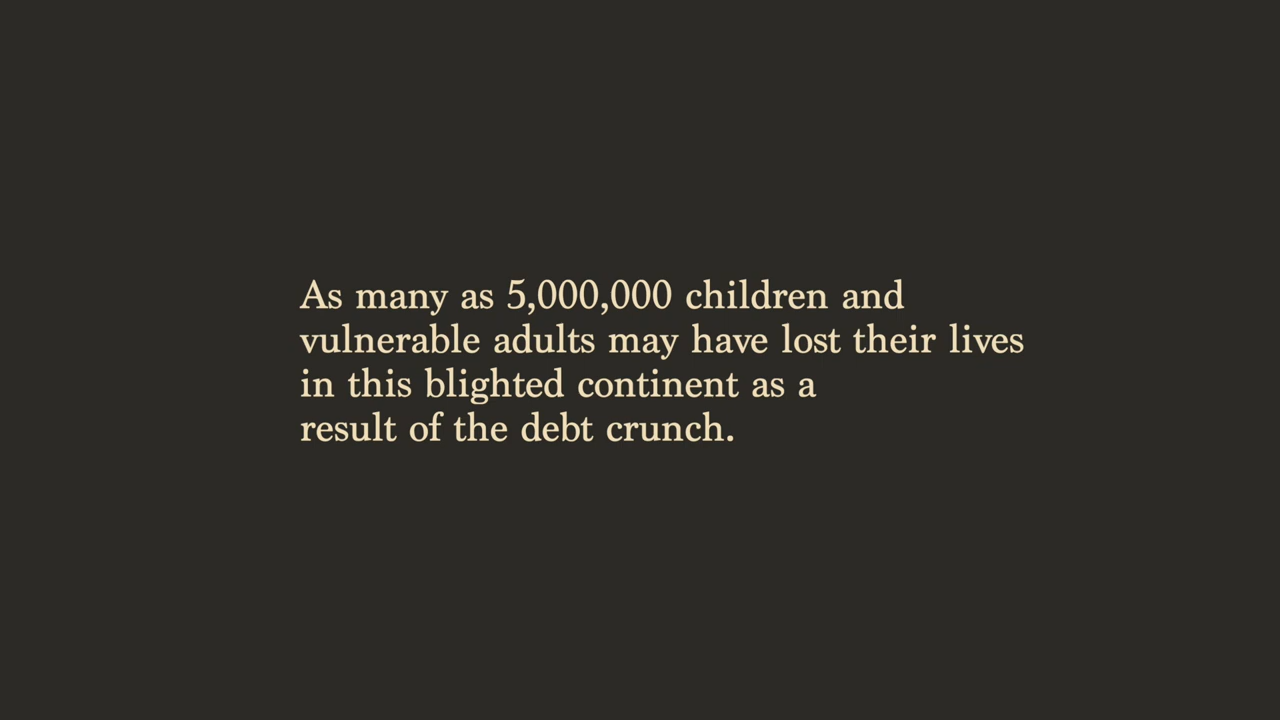 As many as 5,000,000 children and
vulnerable adults may have lost their lives
in this blighted continent as a
result of the debt crunch.